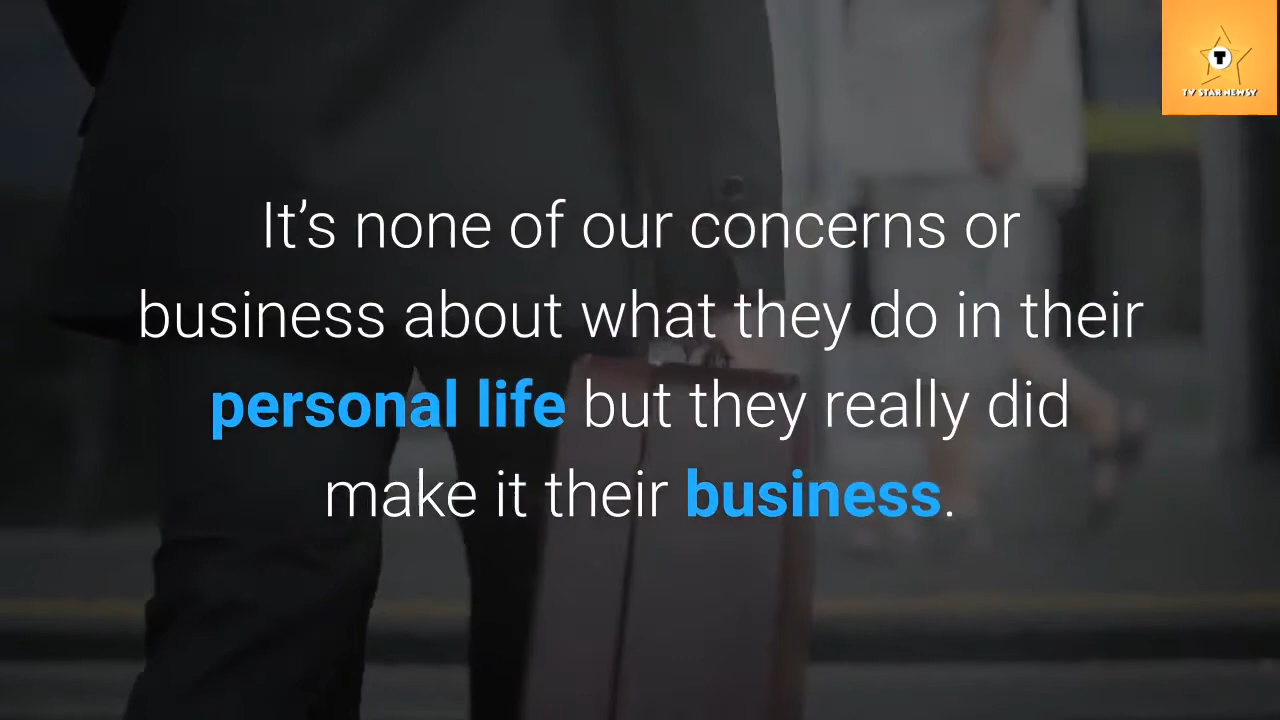 T
TV STAR NEWSY
It’s none of our concerns or
business about what they do in their
personal life but they really did
make it their business.